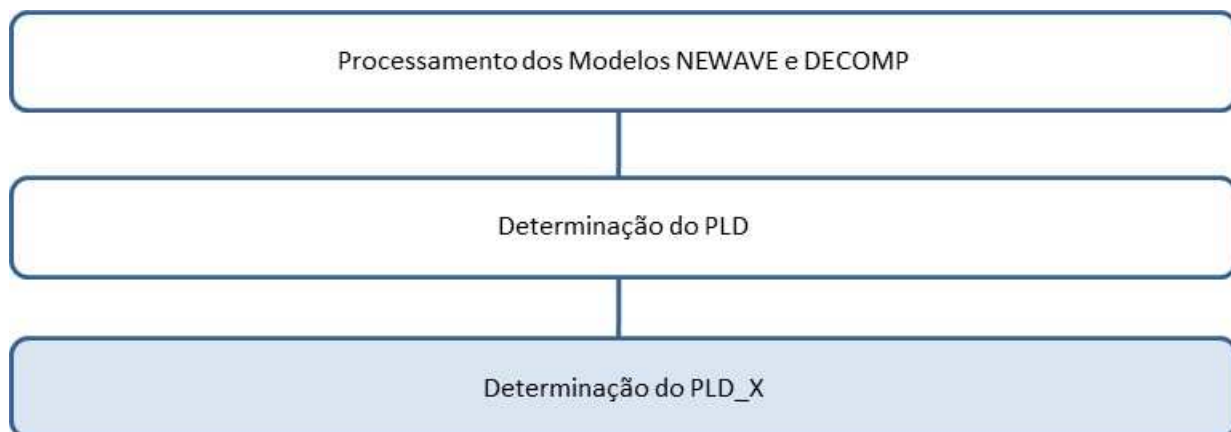 Processamento dos Modelos NEWAVE e DECOMP
Determinação do PLD
Determinação do PLD_X